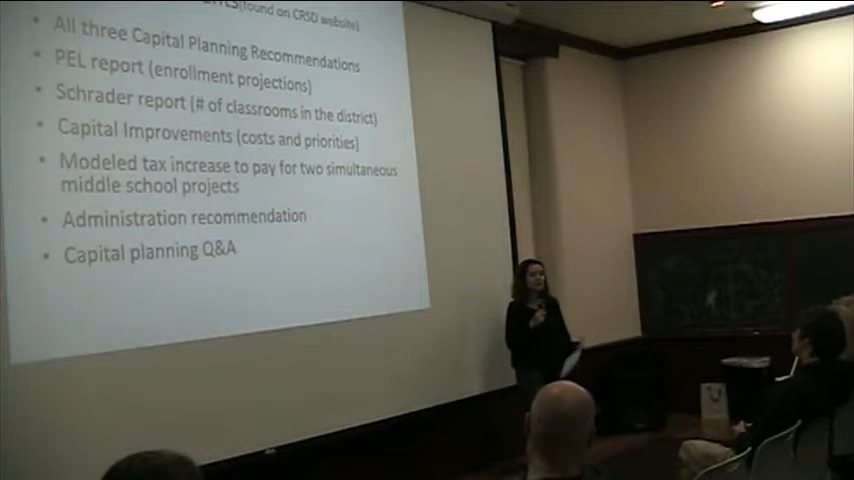 (found on CRSD website)
• All three Capital Planning Recommendations
• PEL report (enrollment projections)
• Schrader report (# of classrooms in the district)
• Capital Improvements (costs and priorities)
• Modeled tax increase to pay for two simultaneous
middle school projects
• Administration recommendation
• Capital planning Q&A